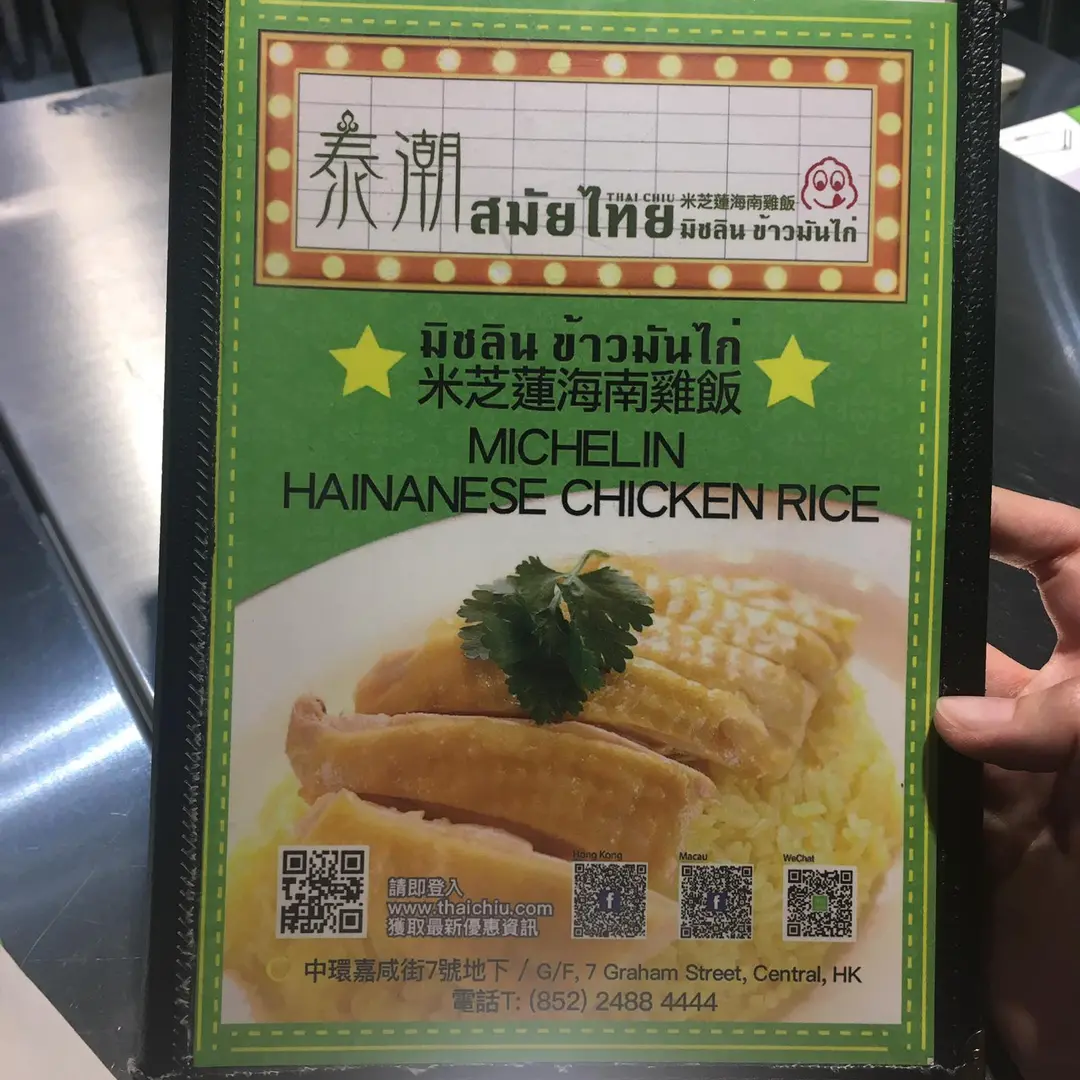 泰潮
สมัยไทย
THAI CHIU
米芝蓮海南雞飯
มิชลิน ข้าวมันไก่
มิชลิน ข้าวมันไก่
米芝蓮海南雞飯
MICHELIN
HAINANESE CHICKEN RICE
Hong Kong
Macau
WeChat
請即登入
www.thaichiu.com
獲取最新優惠資訊
中環嘉咸街7號地下 / G/F, 7 Graham Street, Central, HK
電話T: (852) 2488 4444